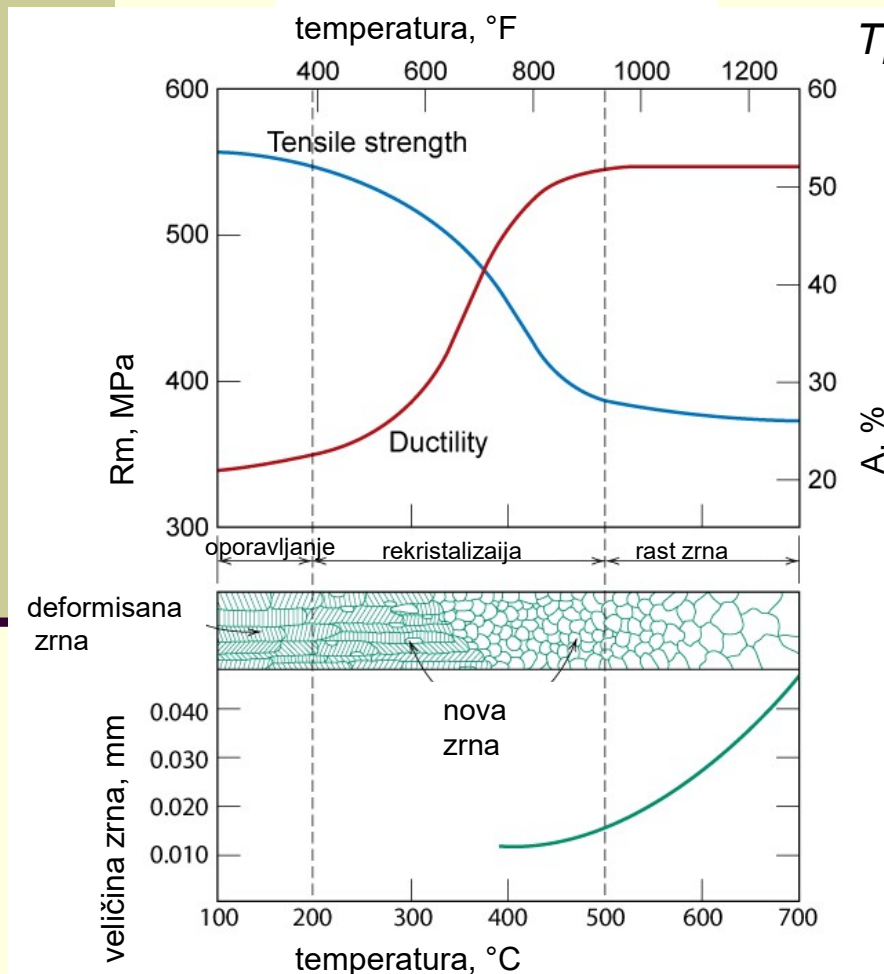 temperatura, °F
T
400 600 800 1000 1200
600 60
Tensile strength
50
500
40
400
30
Ductility
20
300
Rm, MPa
A, %
oporavljanje rekristalizaija rast zrna
deformisana
zrna
nova
zrna
0.040
0.030
0.020
0.010
veličina zrna, mm
100 200 300 400 500 600 700
temperatura, °C